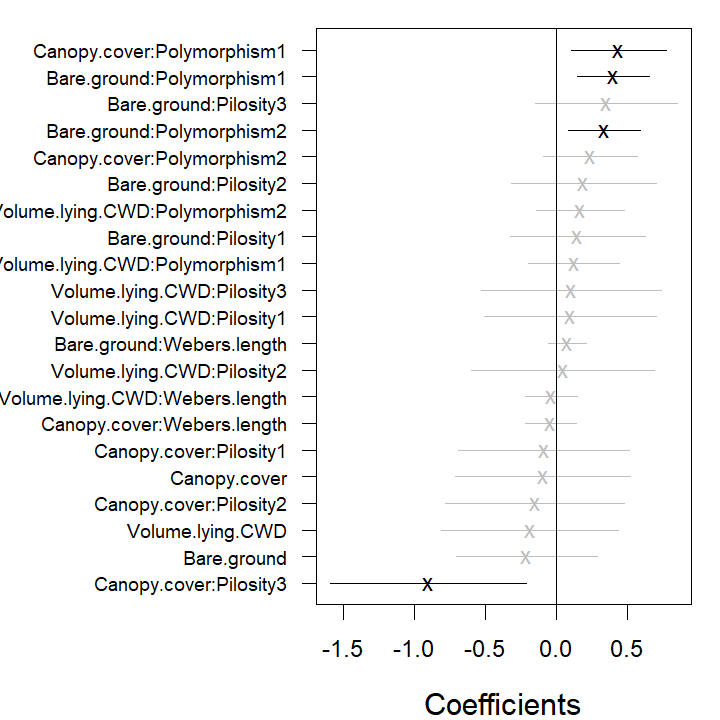 Canopy.cover:Polymorphism1
Bare.ground:Polymorphism1
Bare.ground:Pilosity3
Bare.ground:Polymorphism2
Canopy.cover:Polymorphism2
Bare.ground:Pilosity2
Volume.lying.CWD:Polymorphism2
Bare.ground:Pilosity1
Volume.lying.CWD:Polymorphism1
Volume.lying.CWD:Pilosity3
Volume.lying.CWD:Pilosity1
Bare.ground:Webers.length
Volume.lying.CWD:Pilosity2
Volume.lying.CWD:Webers.length
Canopy.cover:Webers.length
Canopy.cover:Pilosity1
Canopy.cover
Canopy.cover:Pilosity2
Volume.lying.CWD
Bare.ground
Canopy.cover:Pilosity3
-1.5 -1.0 -0.5 0.0 0.5
Coefficients